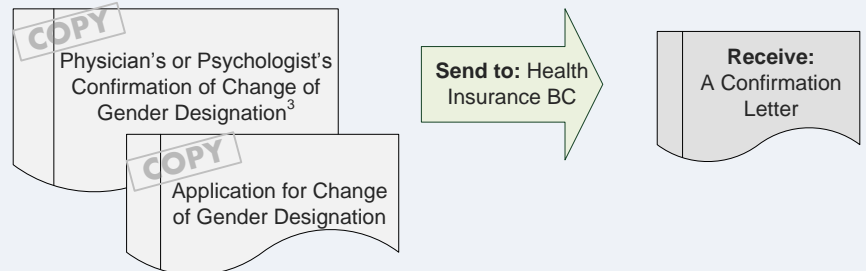 COPY
Physician's or Psychologist's
Confirmation of Change of
Gender Designation3
COPY
Application for Change
of Gender Designation
Send to: Health
Insurance BC
Receive:
A Confirmation
Letter